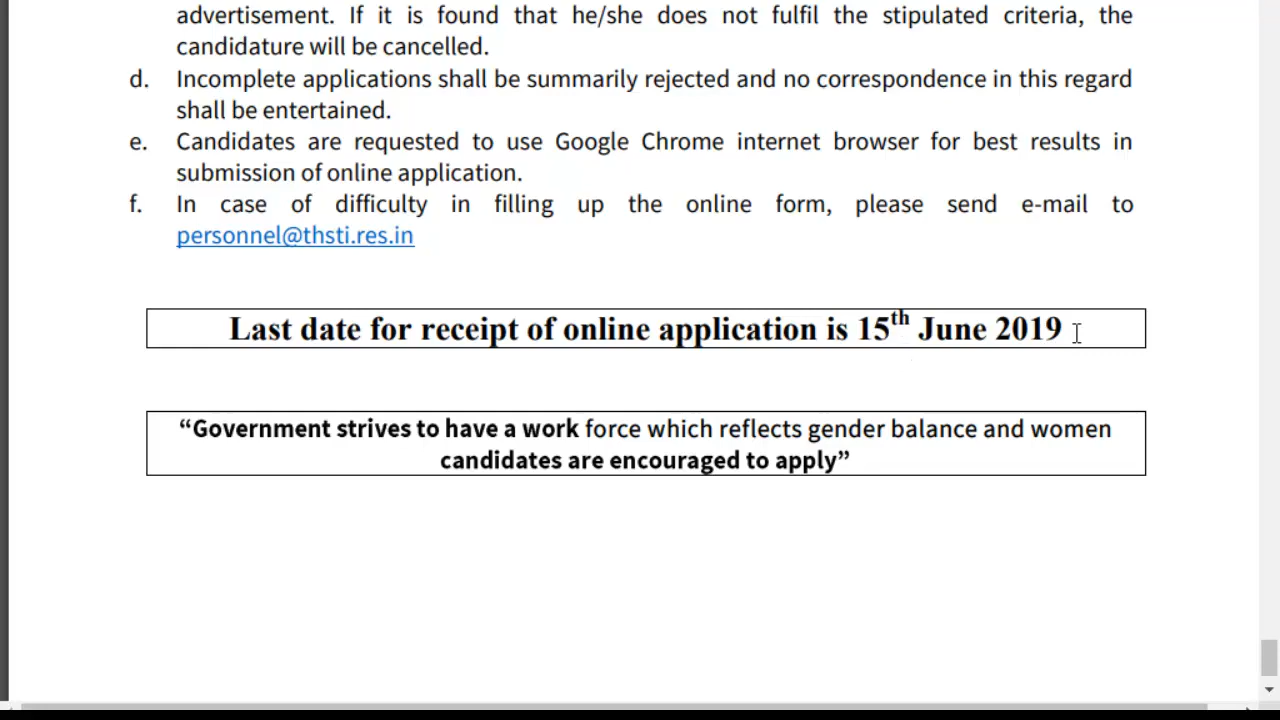 advertisement. If it is found that he/she does not fulfil the stipulated criteria, the
candidature will be cancelled.
d. Incomplete applications shall be summarily rejected and no correspondence in this regard
shall be entertained.
e. Candidates are requested to use Google Chrome internet browser for best results in
submission of online application.
f. In case of difficulty in filling up the online form, please send e-mail to
personnel@thsti.res.in
Last date for receipt of online application is 15th June 2019
“Government strives to have a work force which reflects gender balance and women
candidates are encouraged to apply”